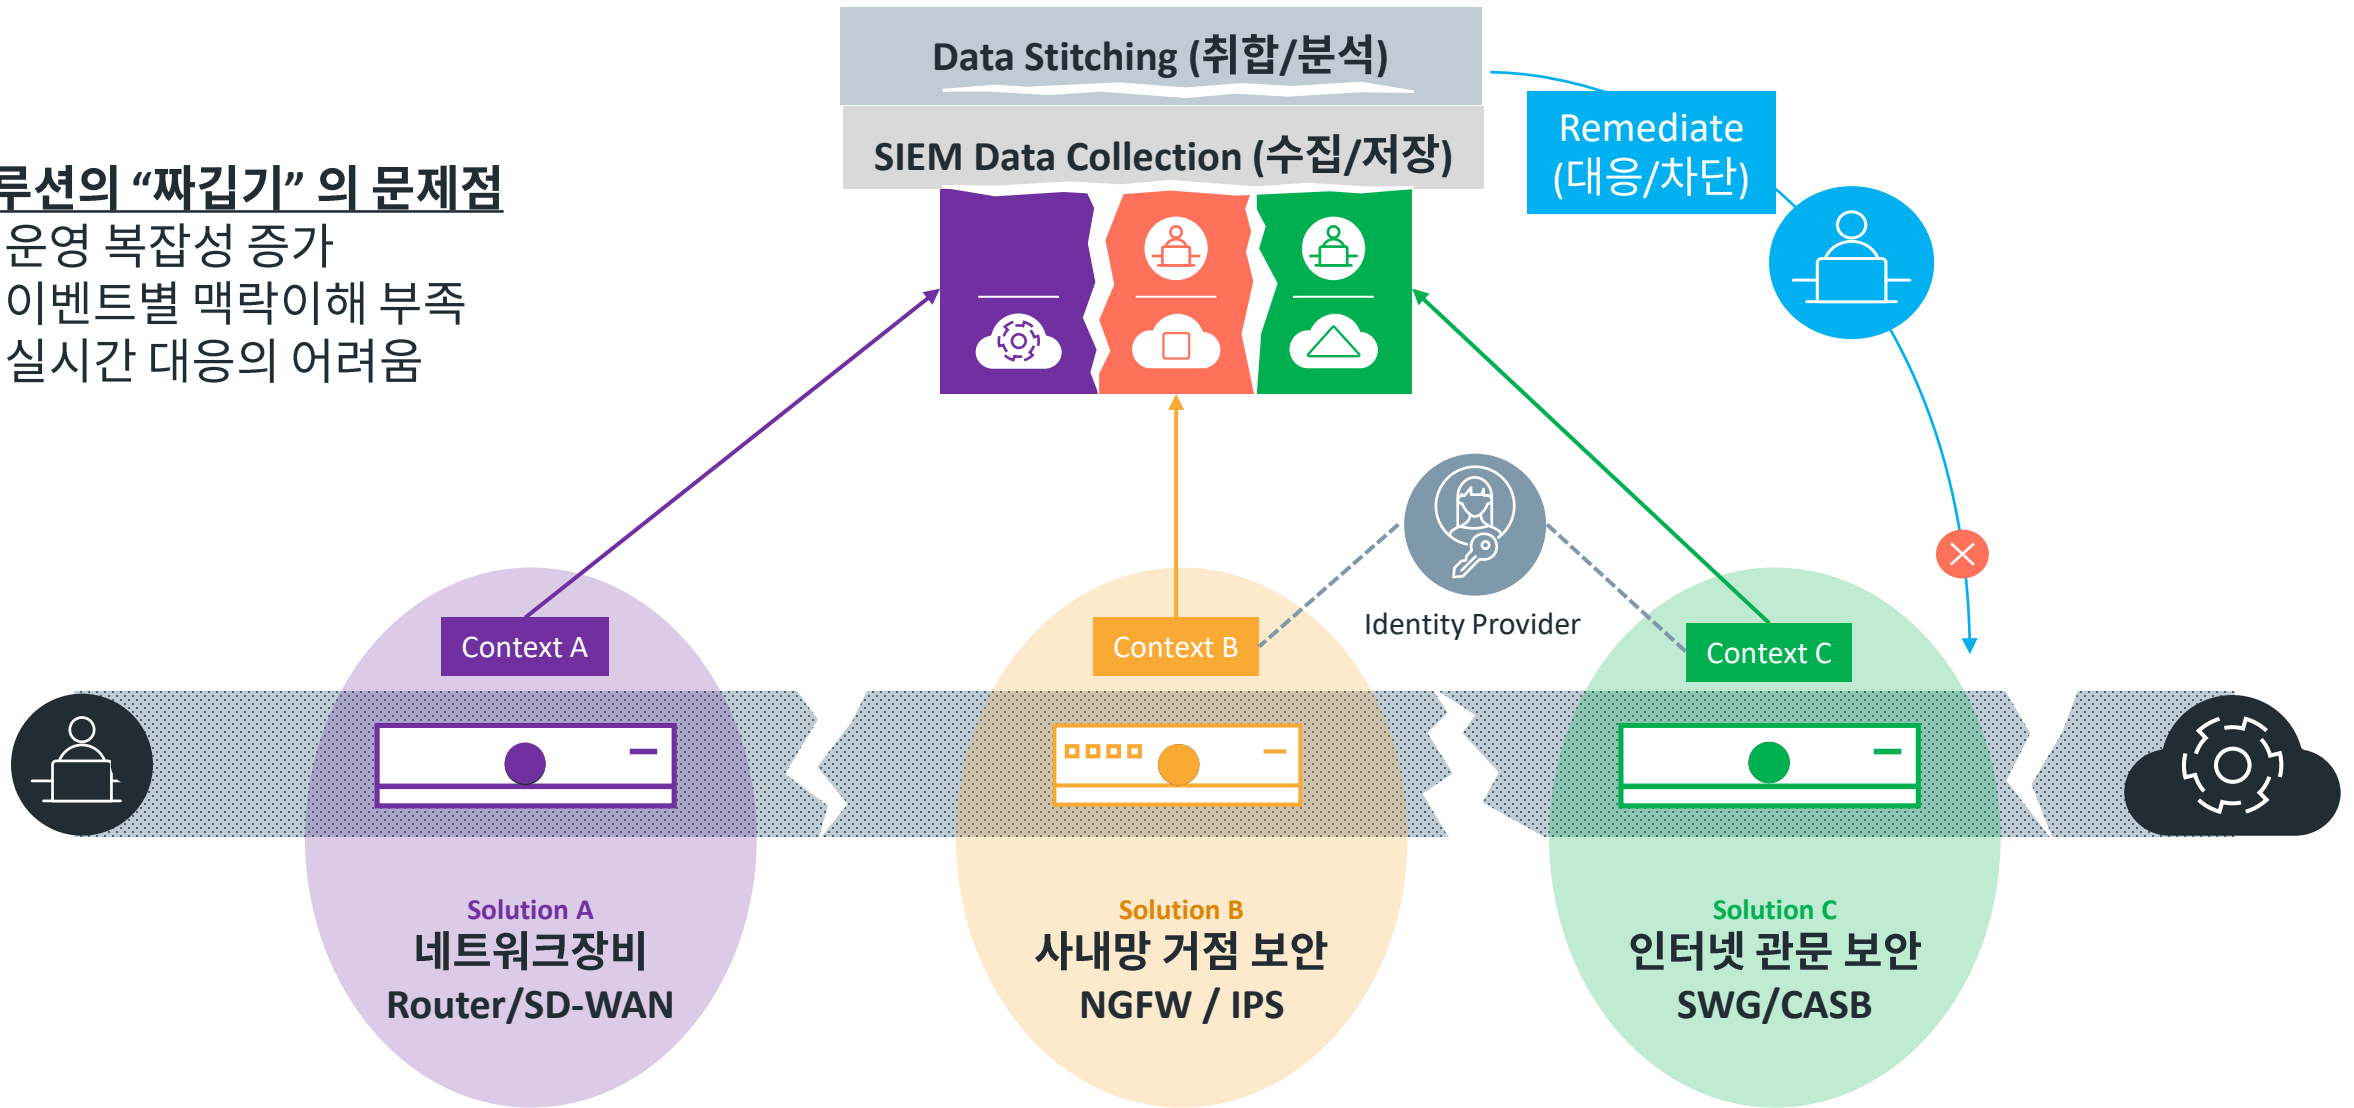 Data Stitching (취합/분석)
SIEM Data Collection (수집/저장)
Remediate
(대응/차단)
루션의 “짜깁기” 의 문제점
운영 복잡성 증가
이벤트별 맥락이해 부족
실시간 대응의 어려움
Identity Provider
Context A
Context B
Context C
Solution A
네트워크장비
Router/SD-WAN
Solution B
사내망 거점 보안
NGFW / IPS
Solution C
인터넷 관문 보안
SWG/CASB